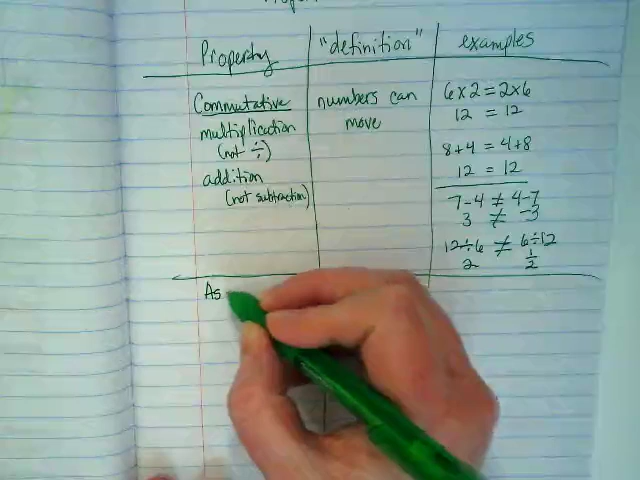 Property "definition" examples
Commutative
multiplication
(not ÷)
addition
(not subtraction)
numbers can
move
6 x 2 = 2 x 6
12 = 12
8 + 4 = 4 + 8
12 = 12
7 - 4 ≠ 4 - 7
3 ≠ -3
12 ÷ 6 ≠ 6 ÷ 12
2 1/2
As